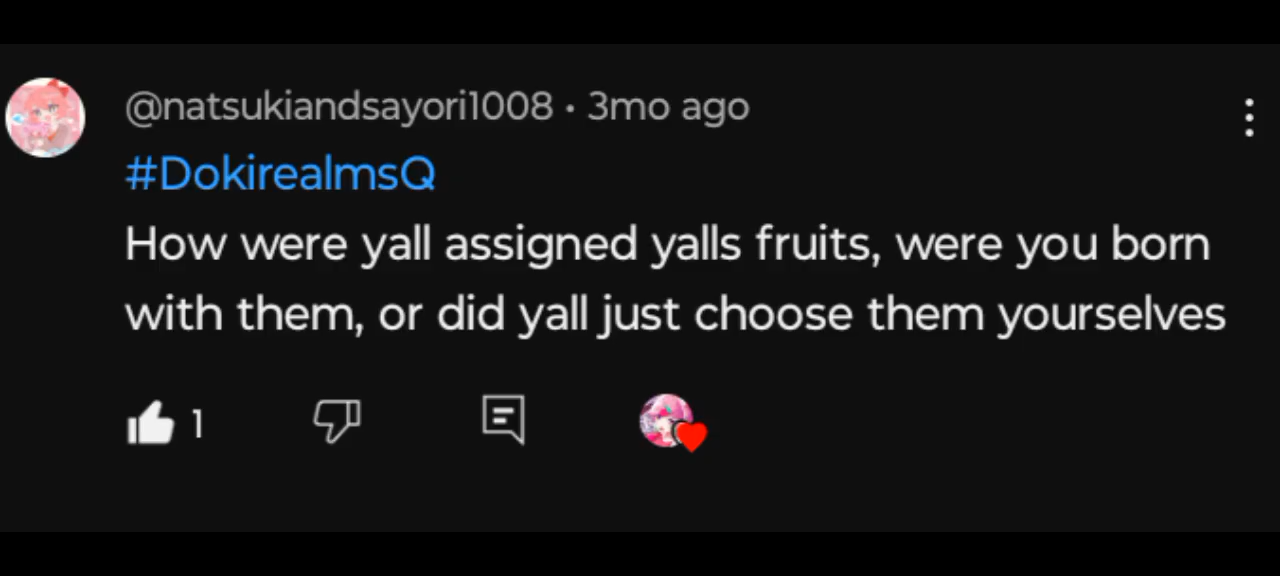 @natsukiandsayori1008 • 3mo ago
#DokirealmsQ
How were yall assigned yalls fruits, were you born
with them, or did yall just choose them yourselves
1